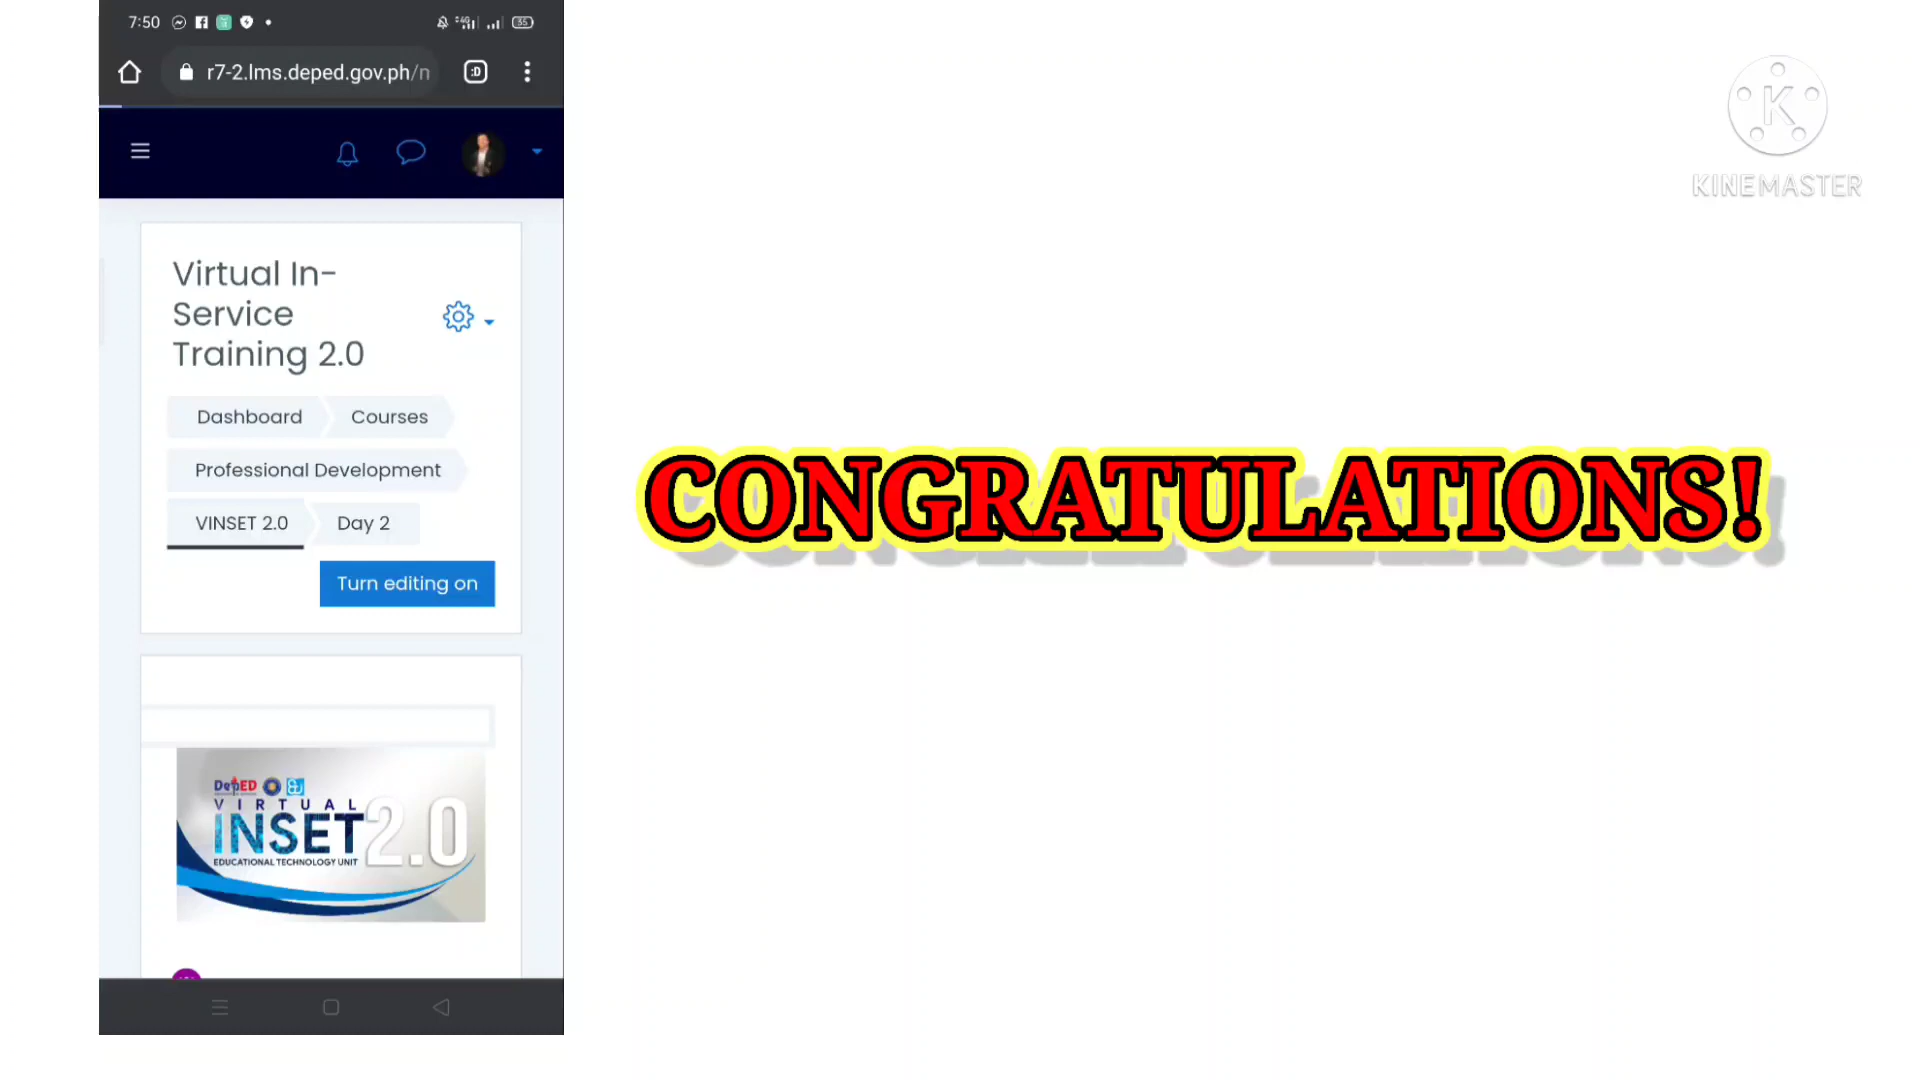 7:50
35
r7-2.lms.deped.gov.ph/n
:D
Virtual In-
Service
Training 2.0
Dashboard
Courses
Professional Development
VINSET 2.0
Day 2
Turn editing on
DepED
VIRTUAL
INSET 2.0
EDUCATIONAL TECHNOLOGY UNIT
CONGRATULATIONS!
K
KINEMASTER